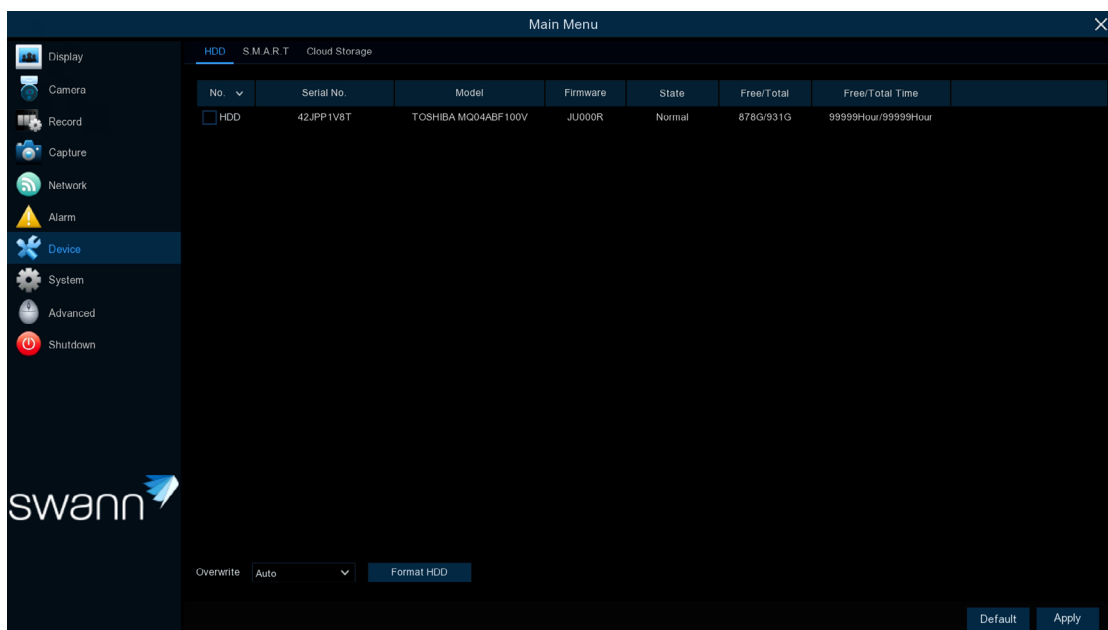 Main Menu
Display
Camera
Record
Capture
Network
Alarm
Device
System
Advanced
Shutdown
swann
HDD S.M.A.R.T Cloud Storage
No. Serial No. Model Firmware State Free/Total Free/Total Time
HDD 42JPP1V8T TOSHIBA MQ04ABF100V JU000R Normal 878G/931G 99999Hour/99999Hour
Overwrite Auto Format HDD
Default Apply